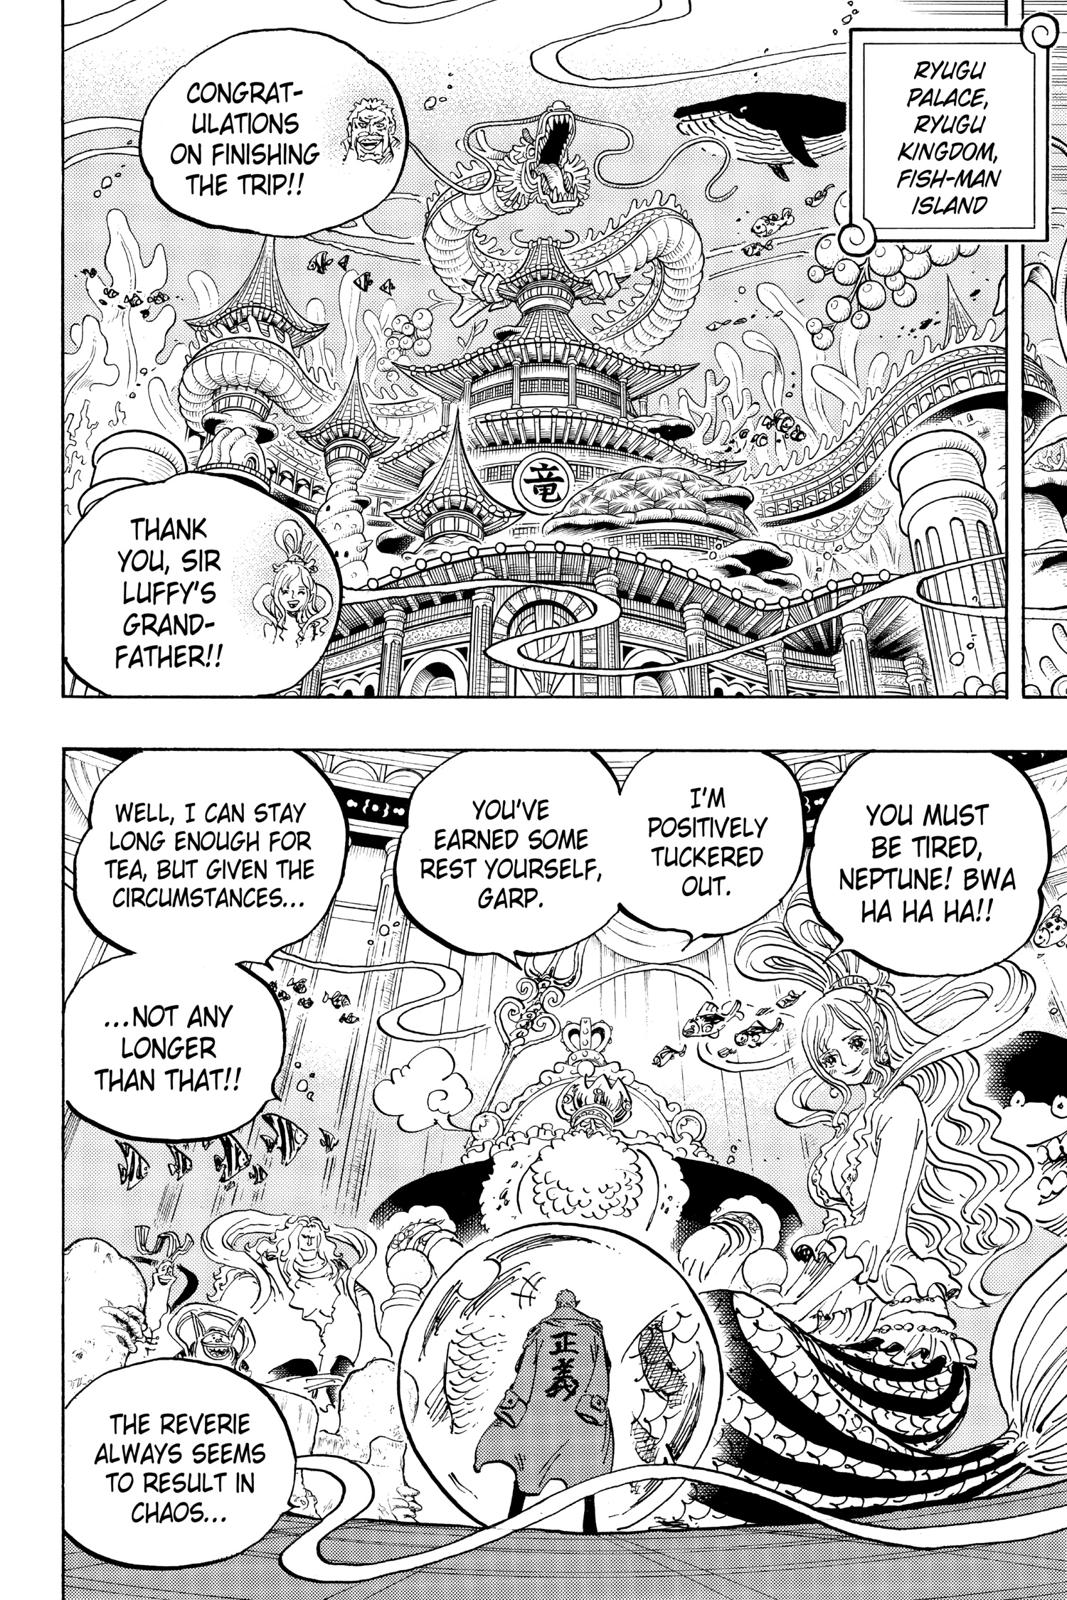 RYUGU
PALACE,
RYUGU
KINGDOM,
FISH-MAN
ISLAND
CONGRAT-
ULATIONS
ON FINISHING
THE TRIP!!
竜
THANK
YOU, SIR
LUFFY'S
GRAND-
FATHER!!
YOU MUST
BE TIRED,
NEPTUNE! BWA
HA HA HA!!
I'M
POSITIVELY
TUCKERED
OUT.
YOU'VE
EARNED SOME
REST YOURSELF,
GARP.
WELL, I CAN STAY
LONG ENOUGH FOR
TEA, BUT GIVEN THE
CIRCUMSTANCES...
...NOT ANY
LONGER
THAN THAT!!
正義
THE REVERIE
ALWAYS SEEMS
TO RESULT IN
CHAOS...